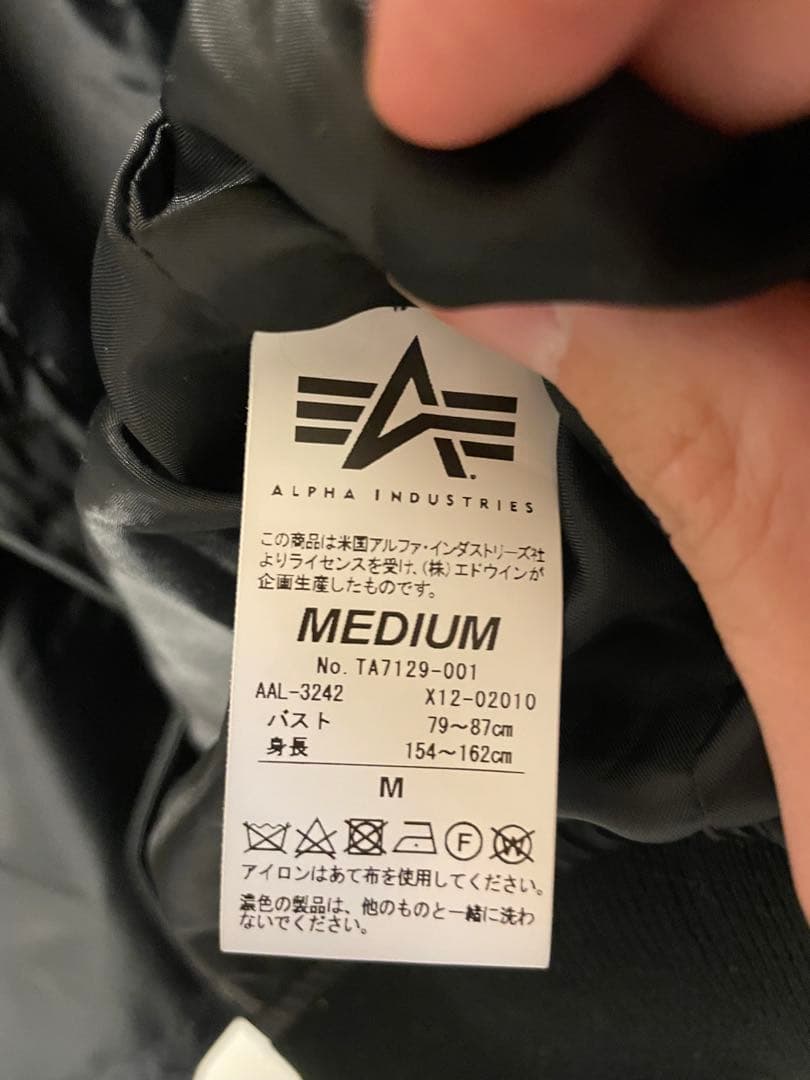 ALPHA INDUSTRIES
この商品は米国アルファ・インダストリーズ社
よりライセンスを受け、(株)エドウインが
企画生産したものです。
MEDIUM
No. TA7129-001
AAL-3242 X12-02010
バスト 79～87cm
身長 154～162cm
M
F W
アイロンはあて布を使用してください。
濃色の製品は、他のものと一緒に洗わ
ないでください。